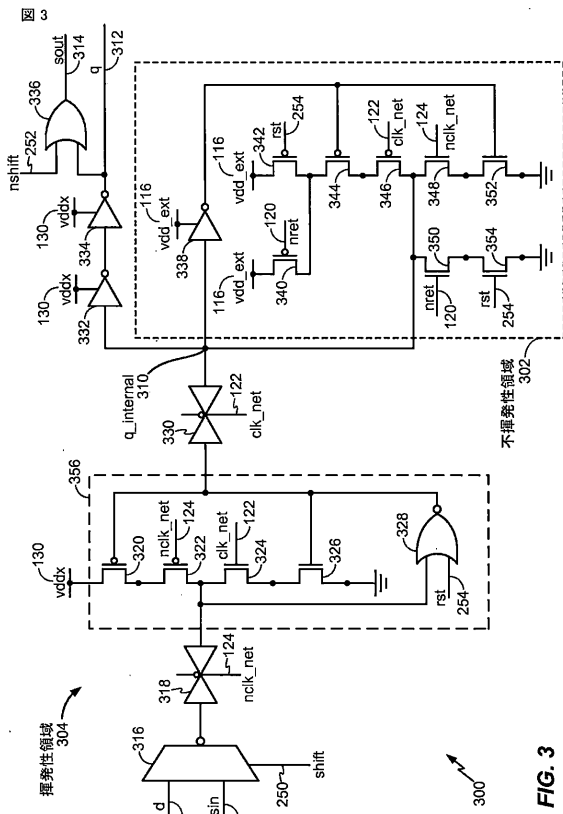 図 3
揮発性領域
304
316
d
sin
250
shift
318
124
nclk_net
300
FIG. 3
356
130
vddx
320
nclk_net
124
322
clk_net
122
324
326
328
rst
254
q_internal
310
330
122
clk_net
130
vddx
332
130
vddx
334
nshift
252
336
sout
314
q
312
116
vdd_ext
338
116
vdd_ext
120
nret
340
116
vdd_ext
342
rst
254
344
122
clk_net
346
124
nclk_net
348
352
350
nret
120
354
rst
254
不揮発性領域
302